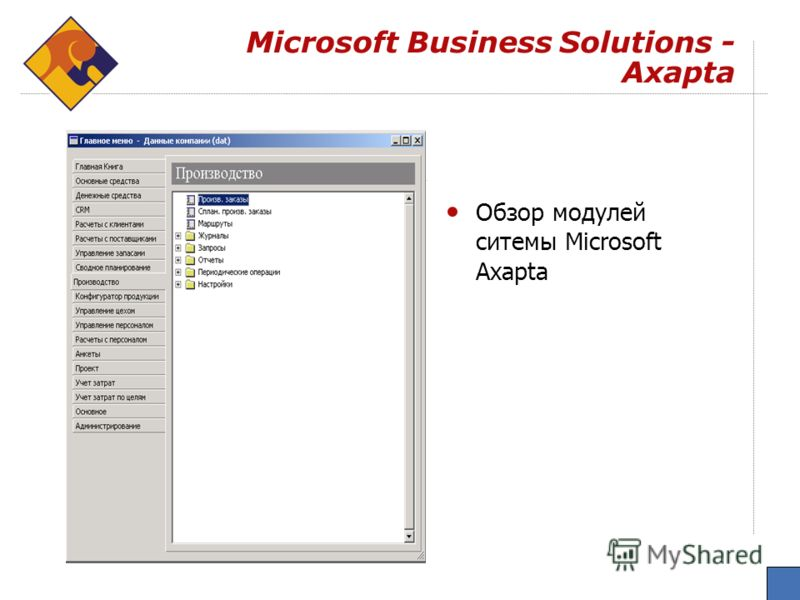 Microsoft Business Solutions -
Axapta
Главное меню - Данные компании (dat)
Главная Книга
Основные средства
Денежные средства
CRM
Расчеты с клиентами
Расчеты с поставщиками
Управление запасами
Сводное планирование
Производство
Конфигуратор продукции
Управление цехом
Управление персоналом
Расчеты с персоналом
Анкеты
Проект
Учет затрат
Учет затрат по целям
Основное
Администрирование
Производство
Произв. заказы
Сплан. произв. заказы
Маршруты
Журналы
Запросы
Отчеты
Периодические операции
Настройки
Обзор модулей
ситемы Microsoft
Axapta
MyShared